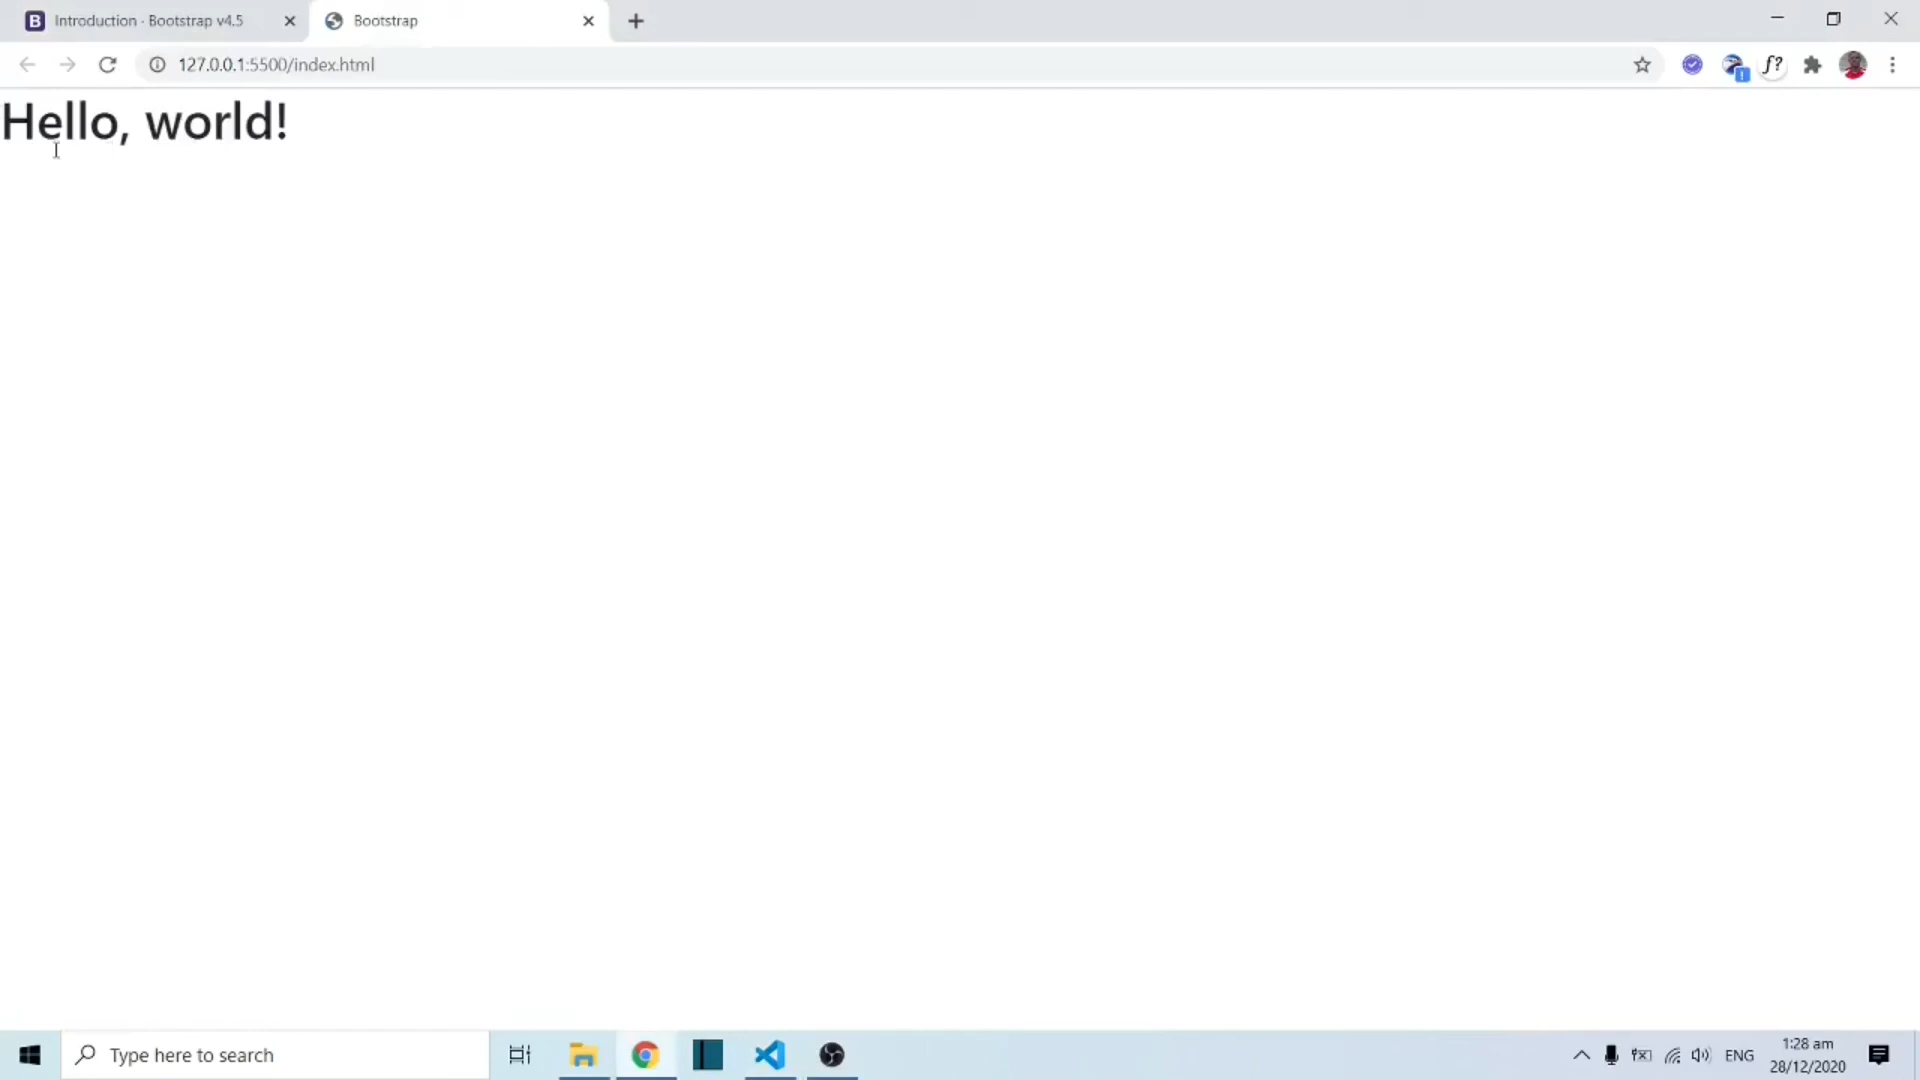 B Introduction · Bootstrap v4.5
Bootstrap
127.0.0.1:5500/index.html
f?
Hello, world!
Type here to search
ENG
1:28 am
28/12/2020